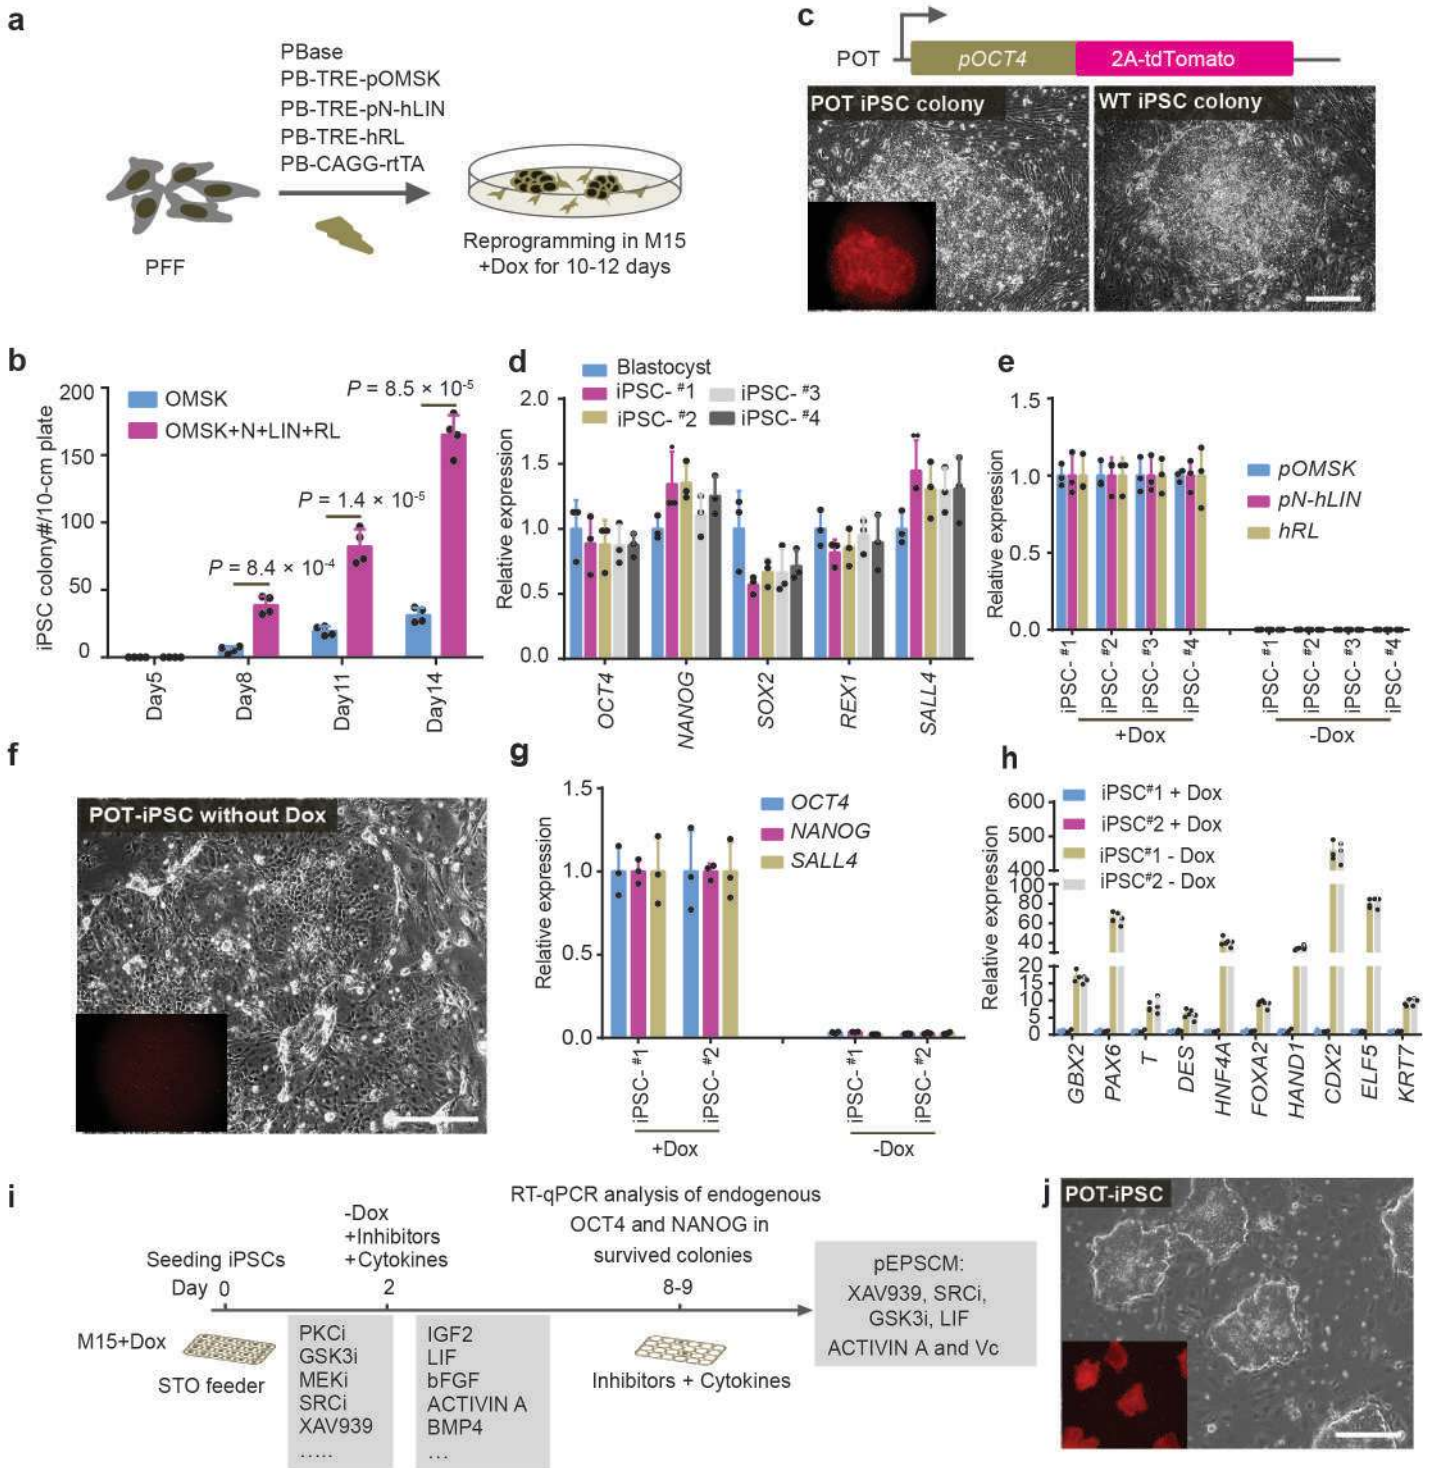 a
PBase
PB-TRE-pOMSK
PB-TRE-pN-hLIN
PB-TRE-hRL
PB-CAGG-rtTA
PFF
Reprogramming in M15
+Dox for 10-12 days
c
POT
pOCT4
2A-tdTomato
POT iPSC colony
WT iPSC colony
b
iPSC colony#/10-cm plate
200
150
100
50
0
OMSK
OMSK+N+LIN+RL
P = 8.4 × 10-4
P = 1.4 × 10-5
P = 8.5 × 10-5
Day5
Day8
Day11
Day14
d
Relative expression
2.0
1.5
1.0
0.5
0.0
Blastocyst
iPSC- #1
iPSC- #2
iPSC- #3
iPSC- #4
OCT4
NANOG
SOX2
REX1
SALL4
e
Relative expression
1.5
1.0
0.5
0.0
pOMSK
pN-hLIN
hRL
iPSC- #1
iPSC- #2
iPSC- #3
iPSC- #4
iPSC- #1
iPSC- #2
iPSC- #3
iPSC- #4
+Dox
-Dox
f
POT-iPSC without Dox
g
Relative expression
1.5
1.0
0.5
0.0
OCT4
NANOG
SALL4
iPSC- #1
iPSC- #2
iPSC- #1
iPSC- #2
+Dox
-Dox
h
Relative expression
600
500
400
100
80
60
40
20
15
10
5
0
iPSC#1 + Dox
iPSC#2 + Dox
iPSC#1 - Dox
iPSC#2 - Dox
GBX2
PAX6
T
DES
HNF4A
FOXA2
HAND1
CDX2
ELF5
KRT7
i
Seeding iPSCs
Day 0
M15+Dox
STO feeder
-Dox
+Inhibitors
+Cytokines
2
PKCi
GSK3i
MEKi
SRCi
XAV939
.....
IGF2
LIF
bFGF
ACTIVIN A
BMP4
...
RT-qPCR analysis of endogenous
OCT4 and NANOG in
survived colonies
8-9
Inhibitors + Cytokines
pEPSCM:
XAV939, SRCi,
GSK3i, LIF
ACTIVIN A and Vc
j
POT-iPSC